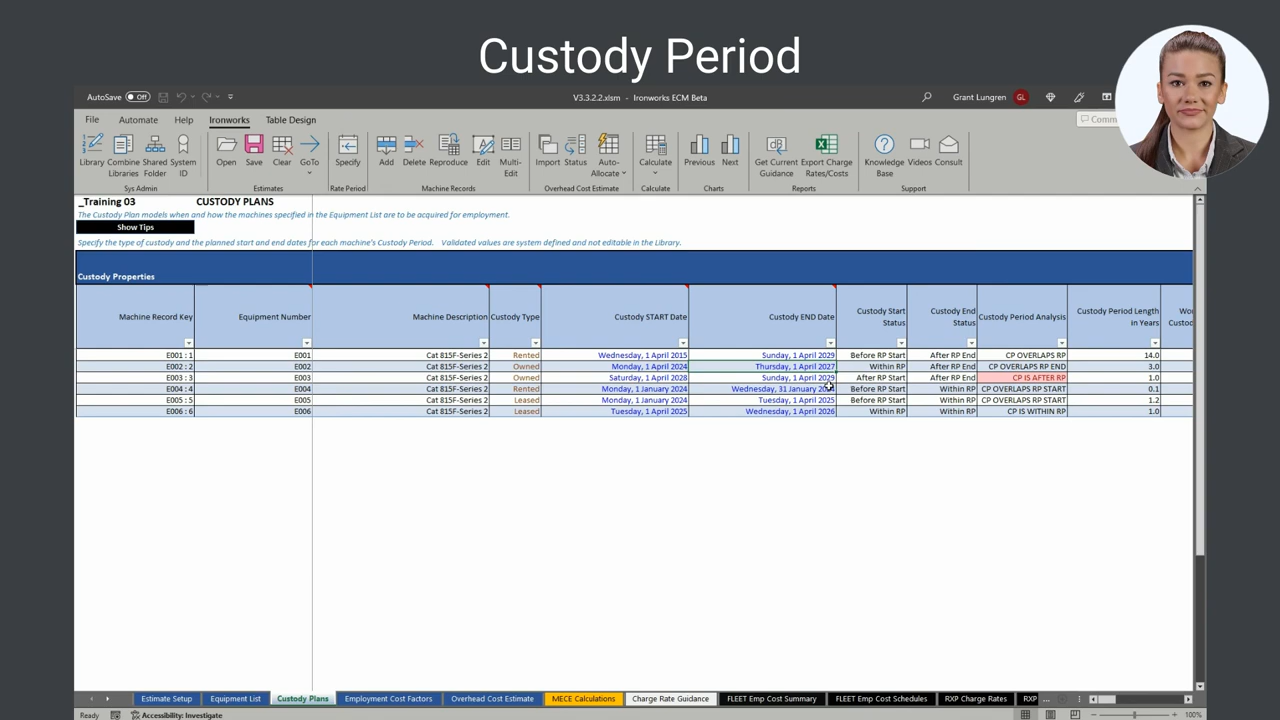 Custody Period
AutoSave Off V3.3.2.2.xlsm - Ironworks ECM Beta Grant Lungren GL
File Automate Help Ironworks Table Design
Library Combine Libraries Shared Folder System ID Open Save Clear GoTo Specify Add Delete Reproduce Edit Multi-Edit Import Status Auto-Allocate Calculate Previous Next Get Current Guidance Export Charge Rates/Costs Knowledge Base Videos Consult
Sys Admin Estimates Rate Period Machine Records Overhead Cost Estimate Calculate Charts Reports Support
_Training 03 CUSTODY PLANS
The Custody Plan models when and how the machines specified in the Equipment List are to be acquired for employment.
Show Tips
Specify the type of custody and the planned start and end dates for each machine's Custody Period. Validated values are system defined and not editable in the Library.
Custody Properties
Machine Record Key Equipment Number Machine Description Custody Type Custody START Date Custody END Date Custody Start Status Custody End Status Custody Period Analysis Custody Period Length in Years
E001 : 1 E001 Cat 815F-Series 2 Rented Wednesday, 1 April 2015 Sunday, 1 April 2029 Before RP Start After RP End CP OVERLAPS RP 14.0
E002 : 2 E002 Cat 815F-Series 2 Owned Monday, 1 April 2024 Thursday, 1 April 2027 Within RP After RP End CP OVERLAPS RP END 3.0
E003 : 3 E003 Cat 815F-Series 2 Owned Saturday, 1 April 2028 Sunday, 1 April 2029 After RP Start After RP End CP IS AFTER RP 1.0
E004 : 4 E004 Cat 815F-Series 2 Rented Monday, 1 January 2024 Wednesday, 31 January 2024 Before RP Start Within RP CP OVERLAPS RP START 0.1
E005 : 5 E005 Cat 815F-Series 2 Leased Monday, 1 January 2024 Tuesday, 1 April 2025 Before RP Start Within RP CP OVERLAPS RP START 1.2
E006 : 6 E006 Cat 815F-Series 2 Leased Tuesday, 1 April 2025 Wednesday, 1 April 2026 Within RP Within RP CP IS WITHIN RP 1.0
Estimate Setup Equipment List Custody Plans Employment Cost Factors Overhead Cost Estimate MECE Calculations Charge Rate Guidance FLEET Emp Cost Summary FLEET Emp Cost Schedules RXP Charge Rates RXP ...
Ready Accessibility: Investigate 100%